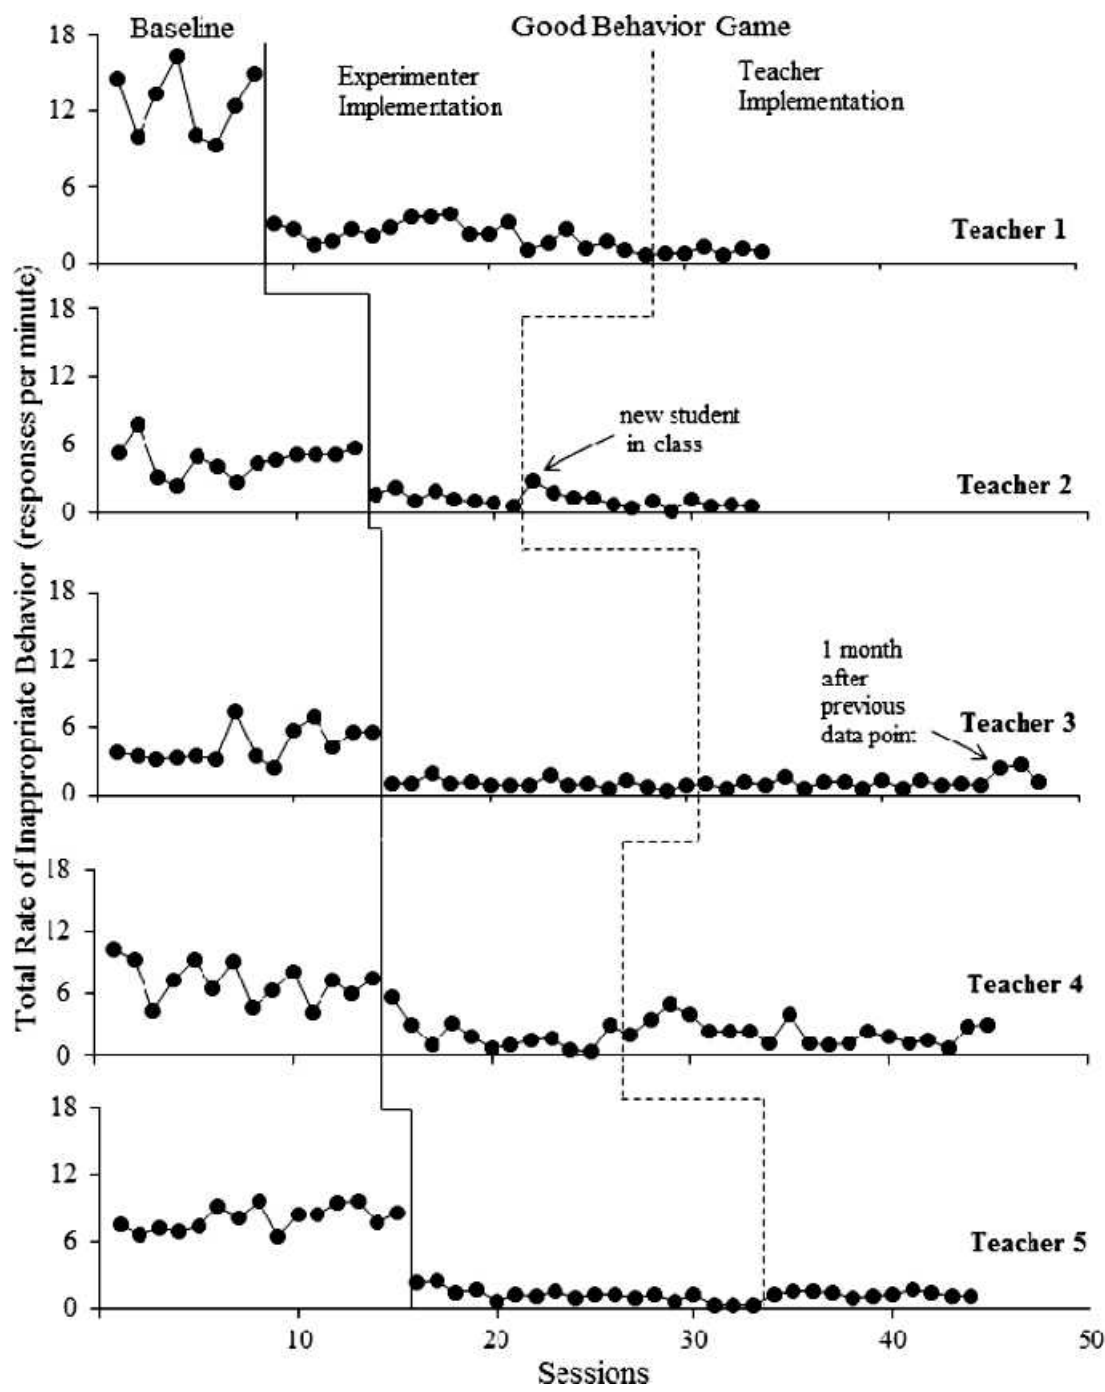 Baseline
Good Behavior Game
Experimenter
Implementation
Teacher
Implementation
18
12
6
0
Teacher 1
18
12
6
0
new student
in class
Teacher 2
18
12
6
0
1 month
after
previous
data point
Teacher 3
18
12
6
0
Teacher 4
18
12
6
0
Teacher 5
10
20
30
40
50
Sessions
Total Rate of Inappropriate Behavior (responses per minute)